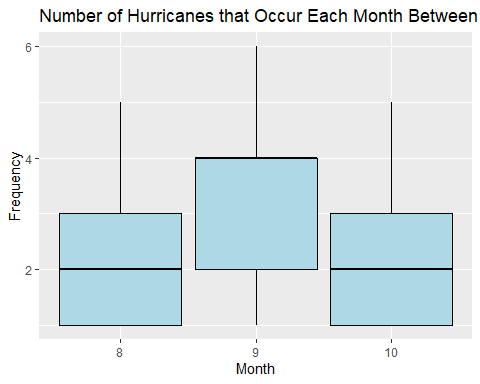 Number of Hurricanes that Occur Each Month Between
6
4
2
Frequency
8 9 10
Month